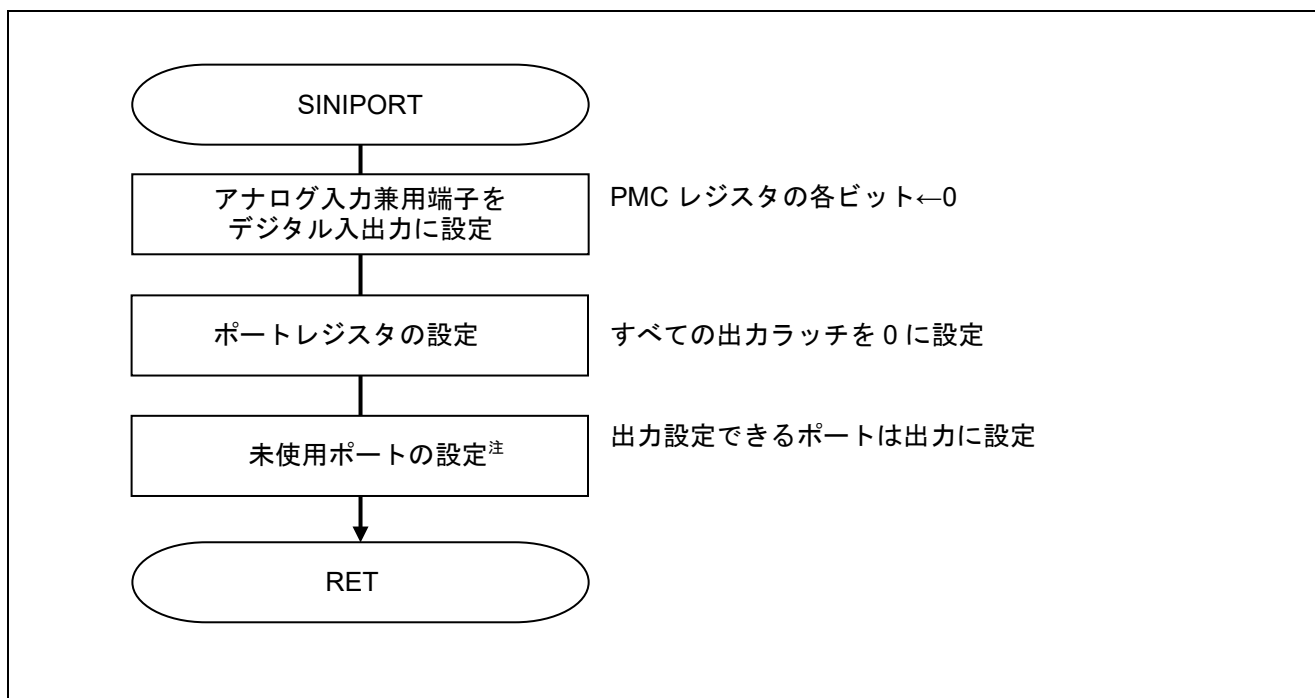 SINIPORT
アナログ入力兼用端子を
デジタル入出力に設定
PMC レジスタの各ビット←0
ポートレジスタの設定
すべての出力ラッチを 0 に設定
未使用ポートの設定注
出力設定できるポートは出力に設定
RET